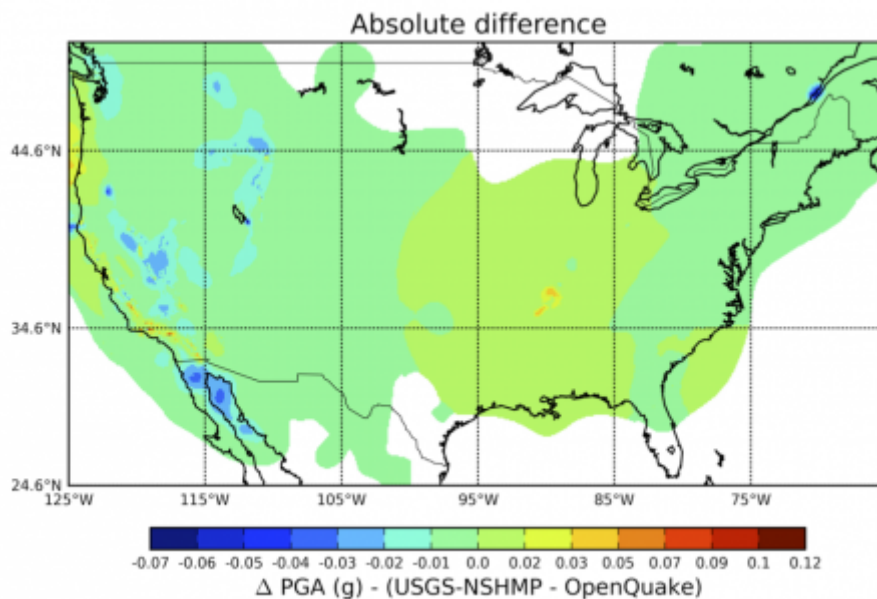 Absolute difference
44.6°N
34.6°N
24.6°N
125°W 115°W 105°W 95°W 85°W 75°W
-0.07 -0.06 -0.05 -0.04 -0.03 -0.02 -0.01 0.0 0.02 0.03 0.05 0.07 0.09 0.1 0.12
Δ PGA (g) - (USGS-NSHMP - OpenQuake)